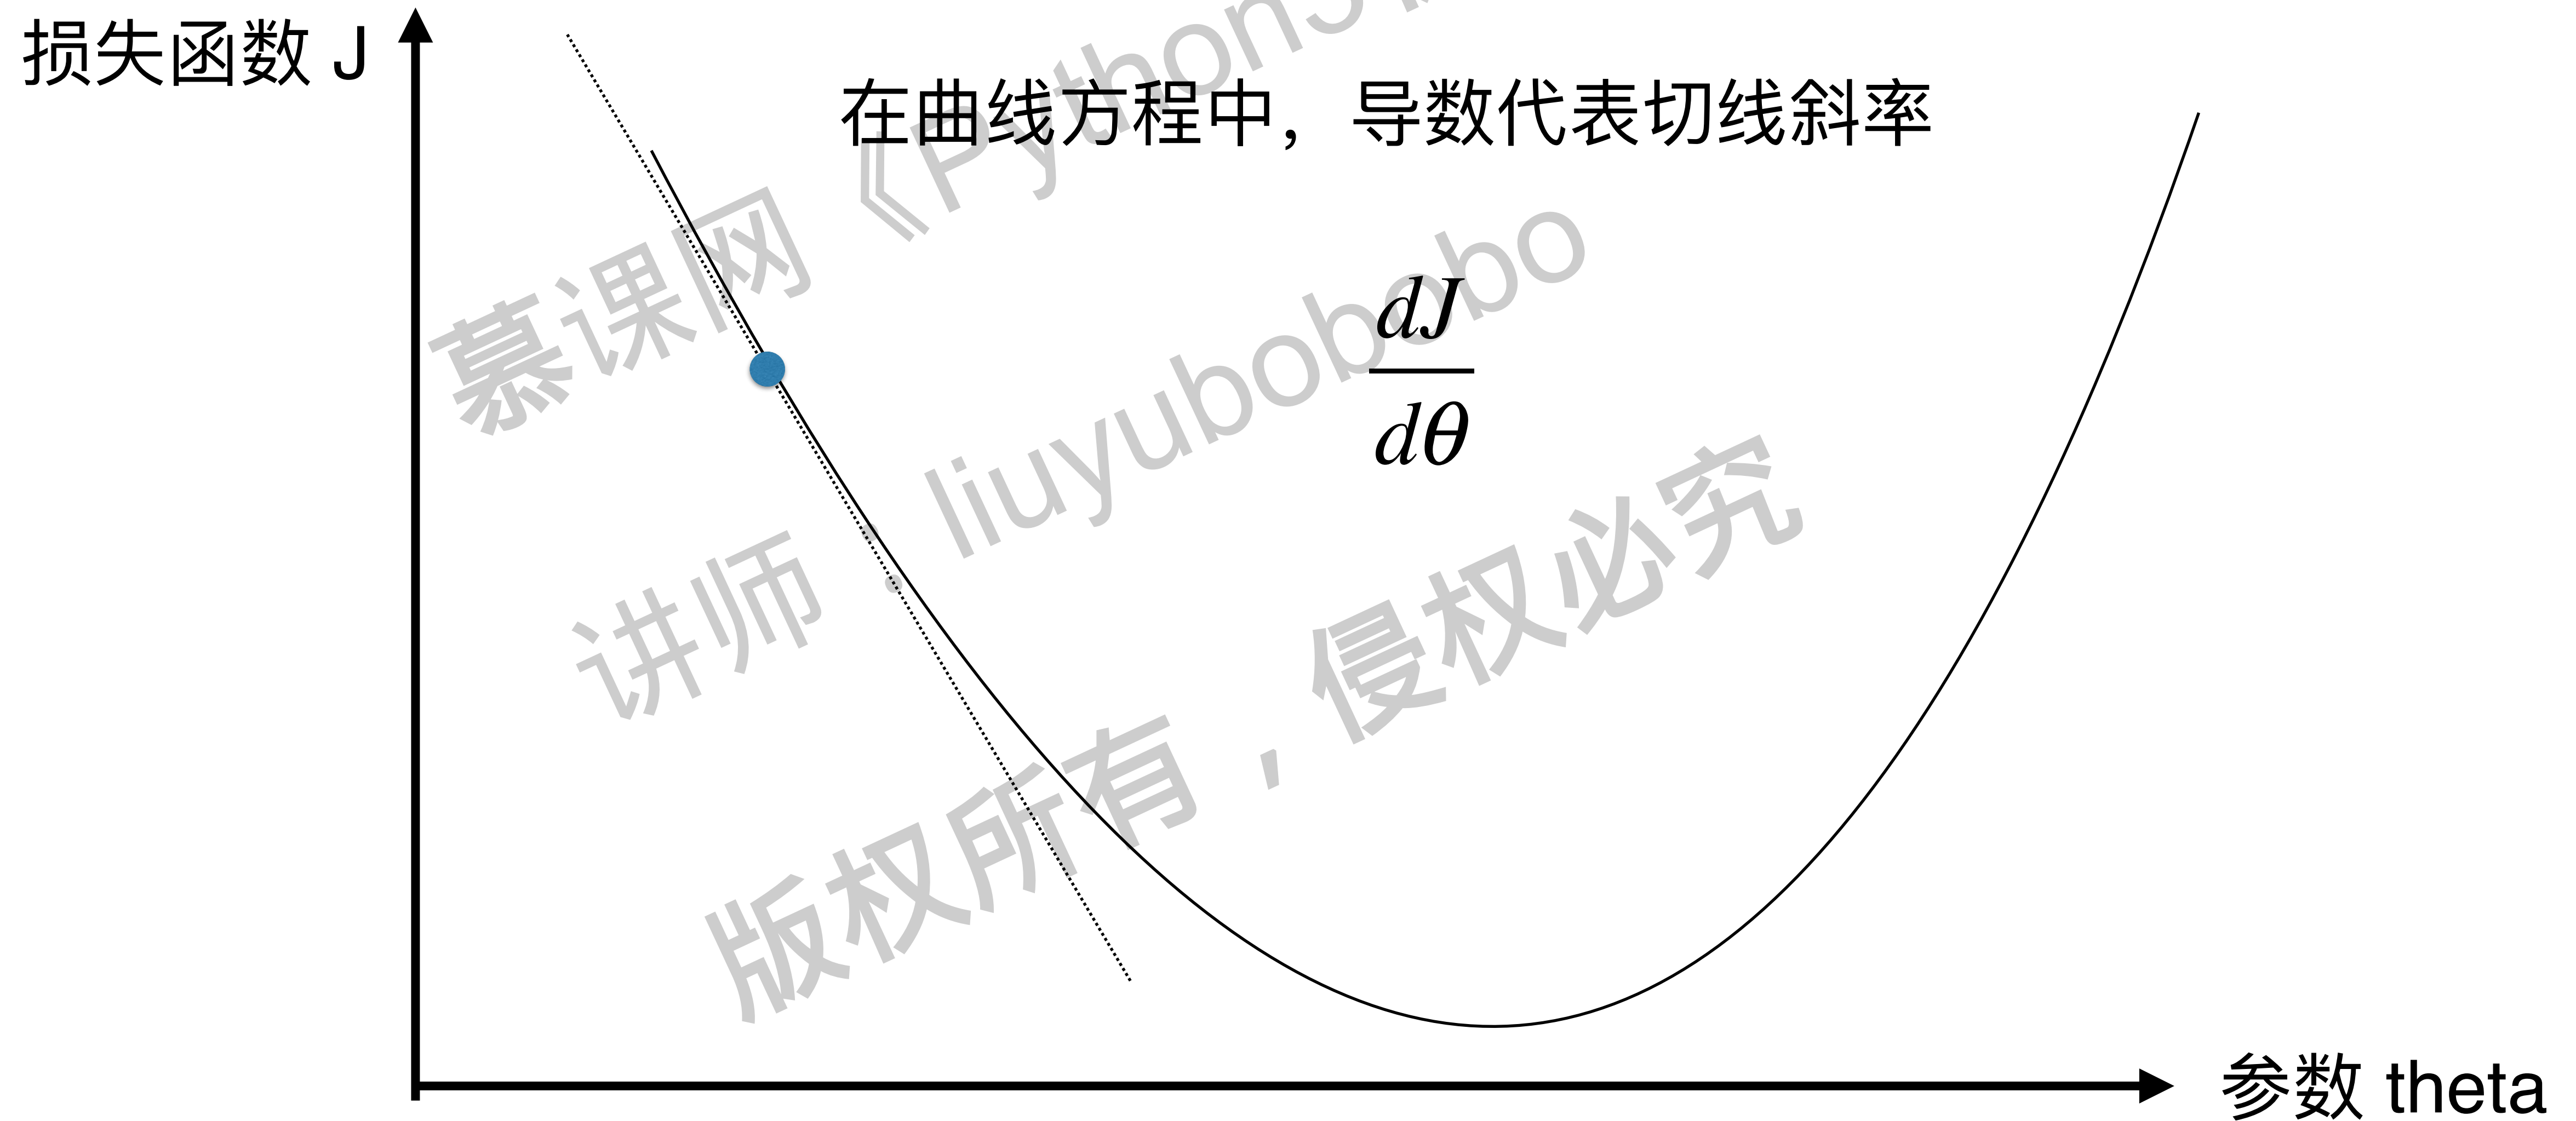 损失函数 J
在曲线方程中，导数代表切线斜率
dJ
dθ
参数 theta
慕课网《Python3
讲师： liuyubobobo
版权所有，侵权必究